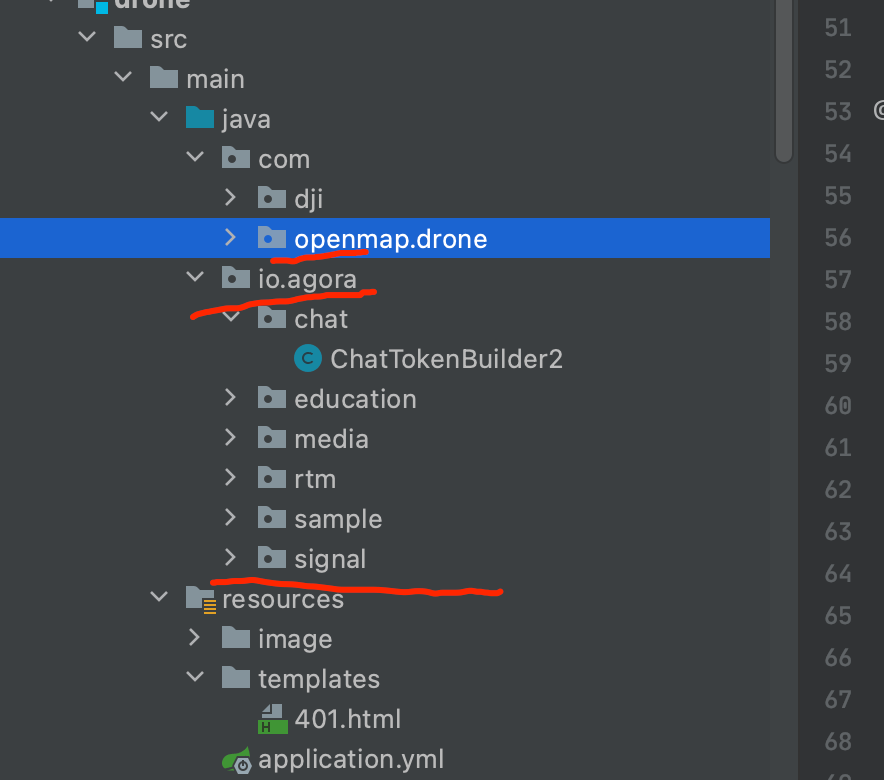 drone
51
src
52
main
53
java
54
com
55
dji
56
openmap.drone
57
io.agora
58
chat
59
C ChatTokenBuilder2
60
education
61
media
62
rtm
63
sample
64
signal
65
resources
66
image
67
templates
68
H 401.html
application.yml